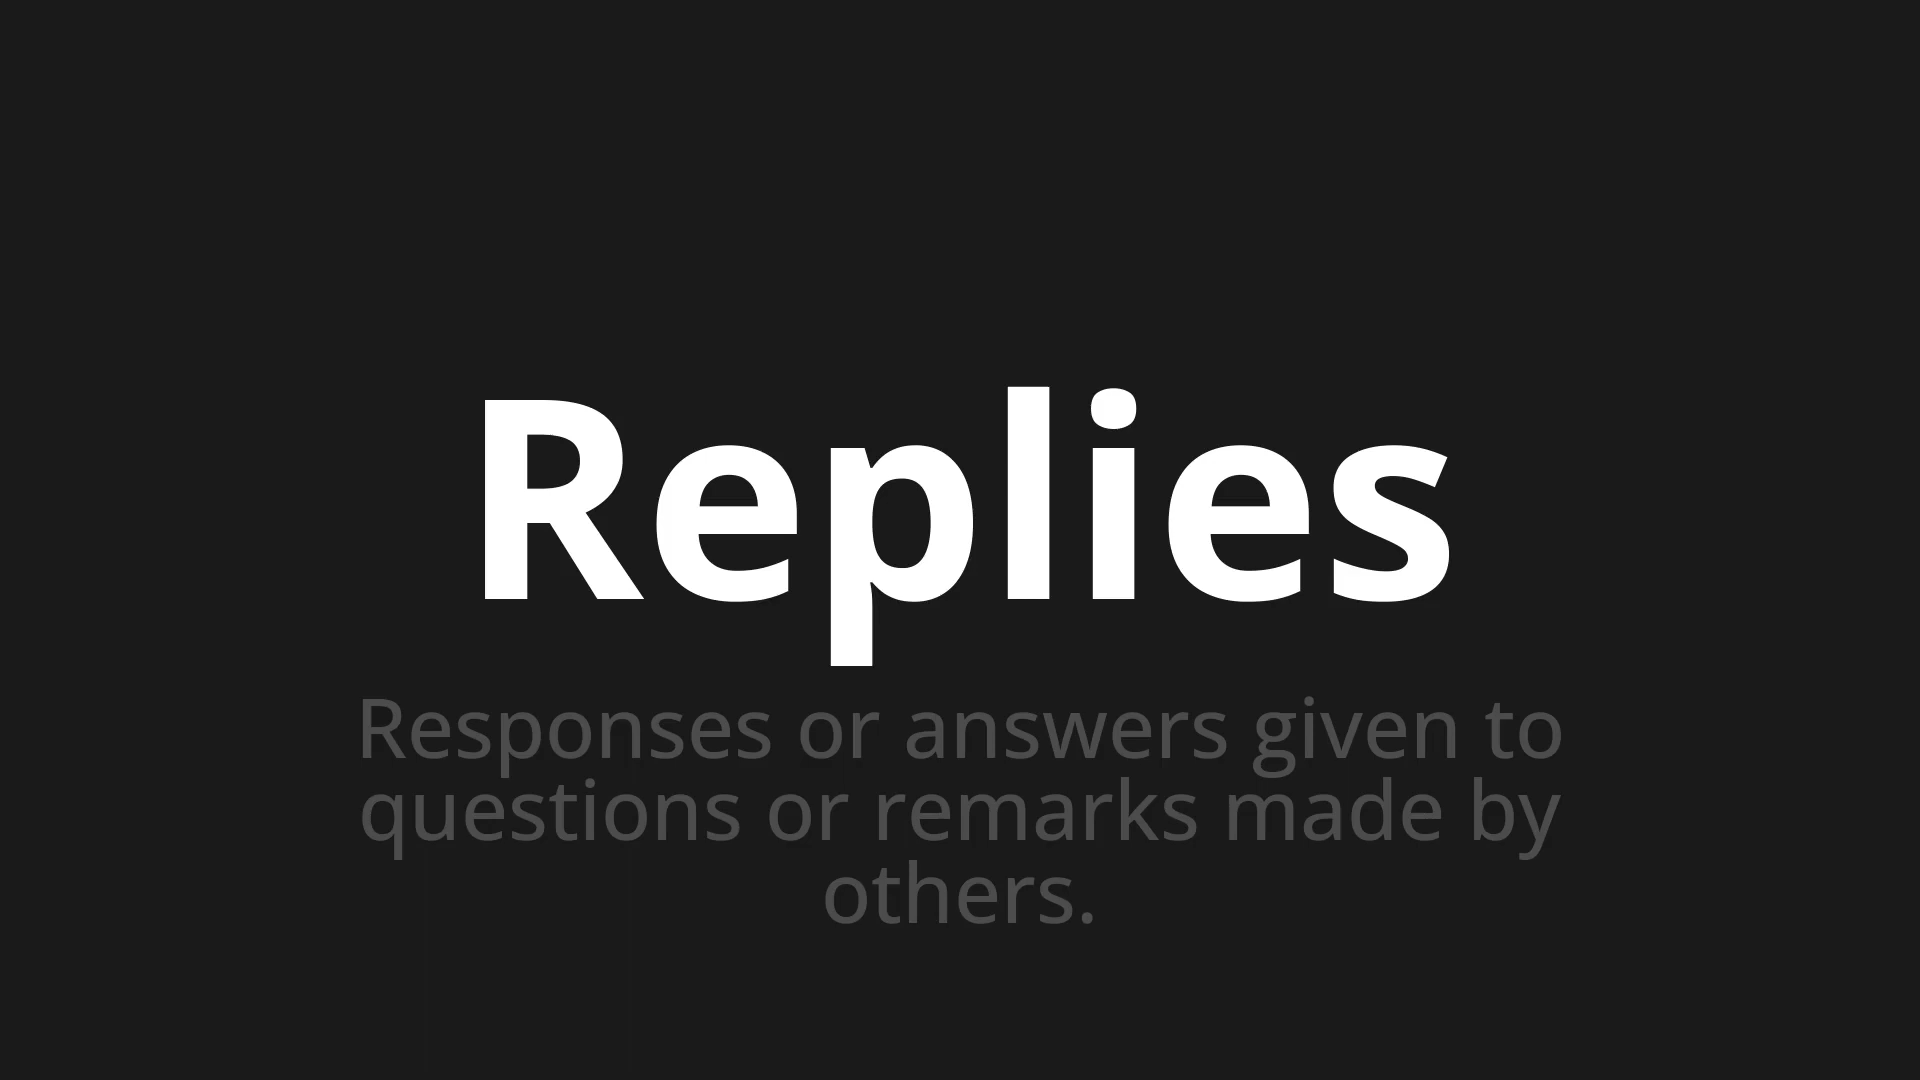 Replies
Responses or answers given to
questions or remarks made by
others.